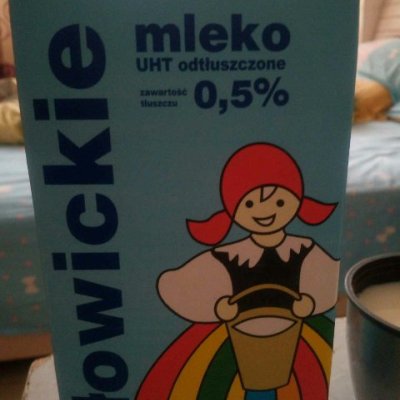 mleko
UHT odtłuszczone
zawartość
tłuszczu
0,5%
łowickie